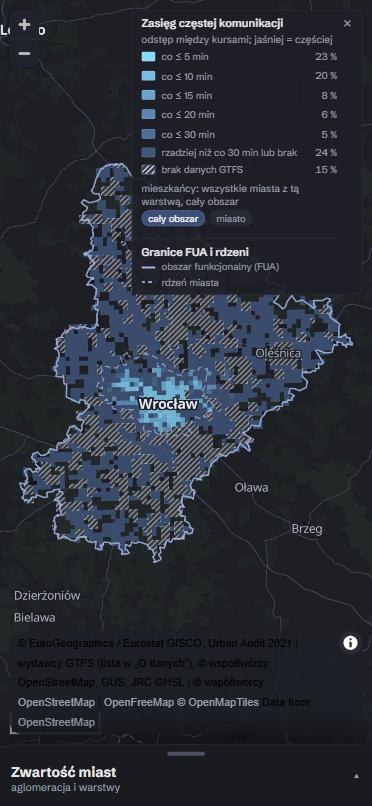 Zasięg częstej komunikacji
odstęp między kursami; jaśniej = częściej
co ≤ 5 min 23 %
co ≤ 10 min 20 %
co ≤ 15 min 8 %
co ≤ 20 min 6 %
co ≤ 30 min 5 %
rzadziej niż co 30 min lub brak 24 %
brak danych GTFS 15 %
mieszkańcy: wszystkie miasta z tą
warstwą, cały obszar
cały obszar miasto
Granice FUA i rdzeni
obszar funkcjonalny (FUA)
rdzeń miasta
Oleśnica
Wrocław
Oława
Brzeg
Dzierżoniów
Bielawa
© EuroGeographics / Eurostat GISCO, Urban Audit 2021 |
wydawcy GTFS (lista w „O danych”), © współtwórcy
OpenStreetMap, GUS, JRC GHSL | © współtwórcy
OpenStreetMap | OpenFreeMap © OpenMapTiles Data from
OpenStreetMap
Zwartość miast
aglomeracja i warstwy